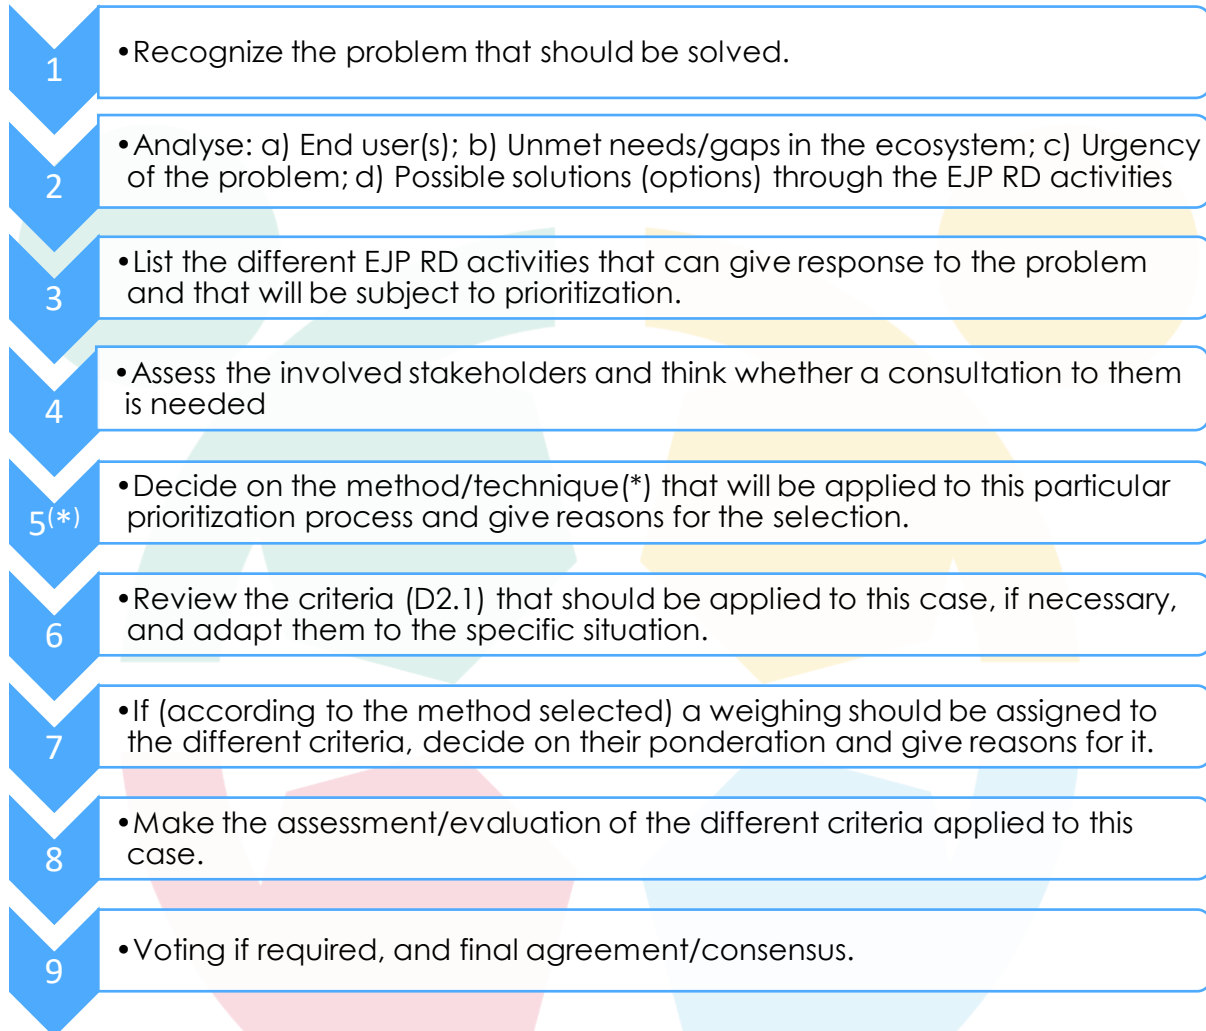 1
•Recognize the problem that should be solved.
2
•Analyse: a) End user(s); b) Unmet needs/gaps in the ecosystem; c) Urgency
of the problem; d) Possible solutions (options) through the EJP RD activities
3
•List the different EJP RD activities that can give response to the problem
and that will be subject to prioritization.
4
•Assess the involved stakeholders and think whether a consultation to them
is needed
5(*)
•Decide on the method/technique(*) that will be applied to this particular
prioritization process and give reasons for the selection.
6
•Review the criteria (D2.1) that should be applied to this case, if necessary,
and adapt them to the specific situation.
7
•If (according to the method selected) a weighing should be assigned to
the different criteria, decide on their ponderation and give reasons for it.
8
•Make the assessment/evaluation of the different criteria applied to this
case.
9
•Voting if required, and final agreement/consensus.